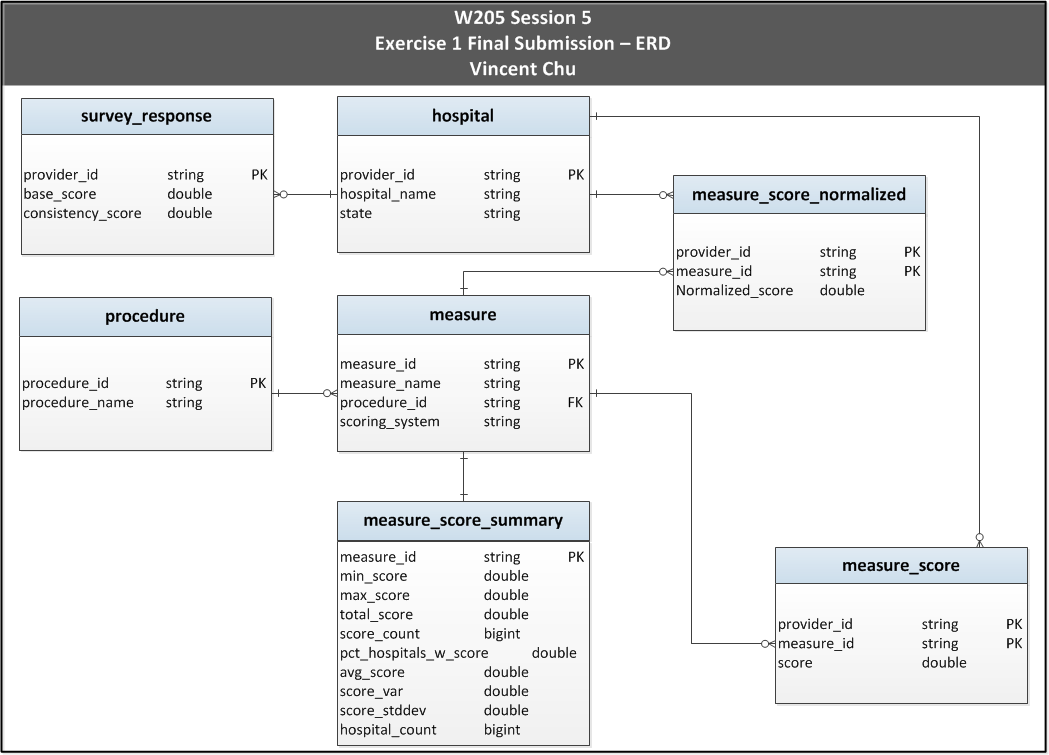 W205 Session 5
Exercise 1 Final Submission – ERD
Vincent Chu
survey_response
provider_id string PK
base_score double
consistency_score double
hospital
provider_id string PK
hospital_name string
state string
measure_score_normalized
provider_id string PK
measure_id string PK
Normalized_score double
procedure
procedure_id string PK
procedure_name string
measure
measure_id string PK
measure_name string
procedure_id string FK
scoring_system string
measure_score_summary
measure_id string PK
min_score double
max_score double
total_score double
score_count bigint
pct_hospitals_w_score double
avg_score double
score_var double
score_stddev double
hospital_count bigint
measure_score
provider_id string PK
measure_id string PK
score double